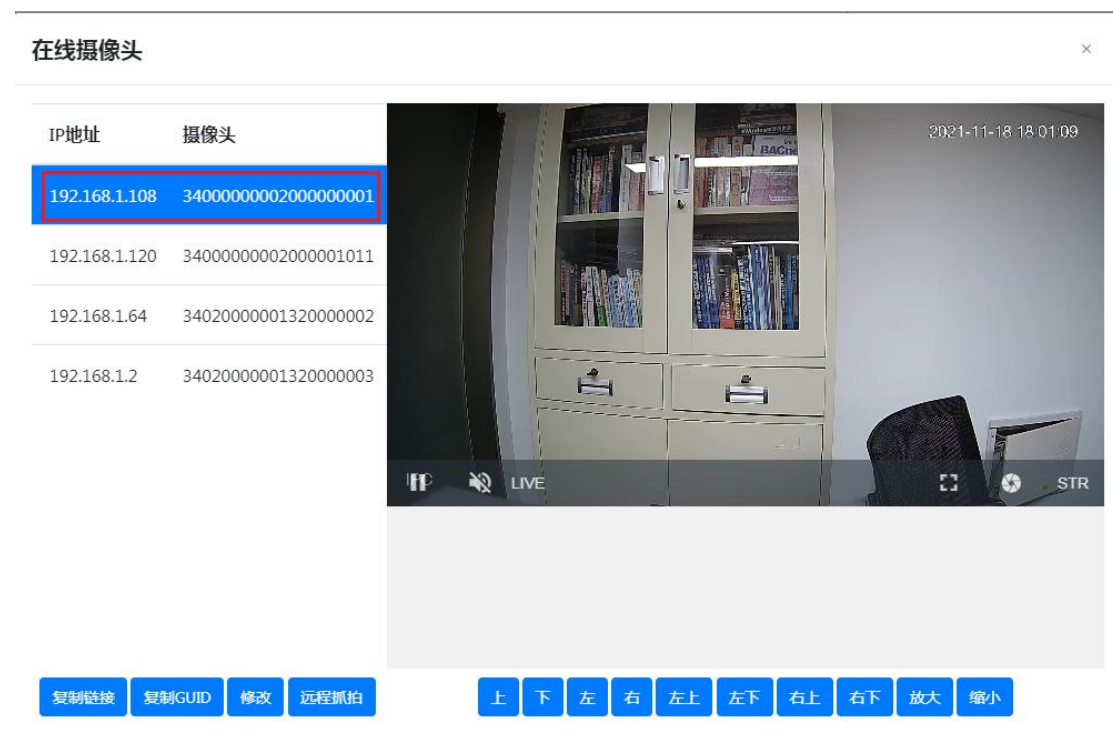 在线摄像头
×
IP地址 摄像头
192.168.1.108 34000000002000000001
192.168.1.120 34000000002000001011
192.168.1.64 34020000001320000002
192.168.1.2 34020000001320000003
2021-11-18 18:01:09
BACnet
LIVE STR
复制链接 复制GUID 修改 远程抓拍 上 下 左 右 左上 左下 右上 右下 放大 缩小